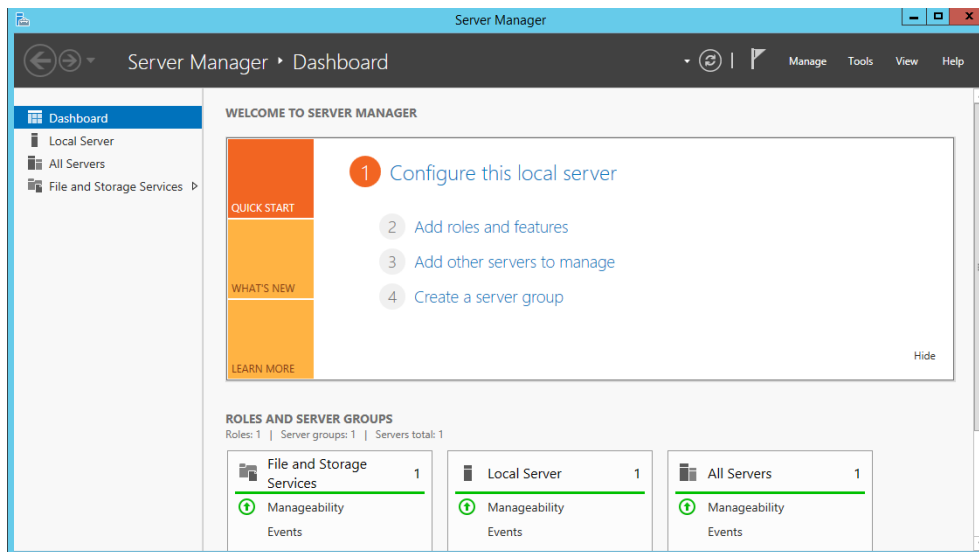 Server Manager
Server Manager ‣ Dashboard
Manage Tools View Help
Dashboard
Local Server
All Servers
File and Storage Services
WELCOME TO SERVER MANAGER
QUICK START
WHAT'S NEW
LEARN MORE
1 Configure this local server
2 Add roles and features
3 Add other servers to manage
4 Create a server group
Hide
ROLES AND SERVER GROUPS
Roles: 1 | Server groups: 1 | Servers total: 1
File and Storage
Services 1
Manageability
Events
Local Server 1
Manageability
Events
All Servers 1
Manageability
Events